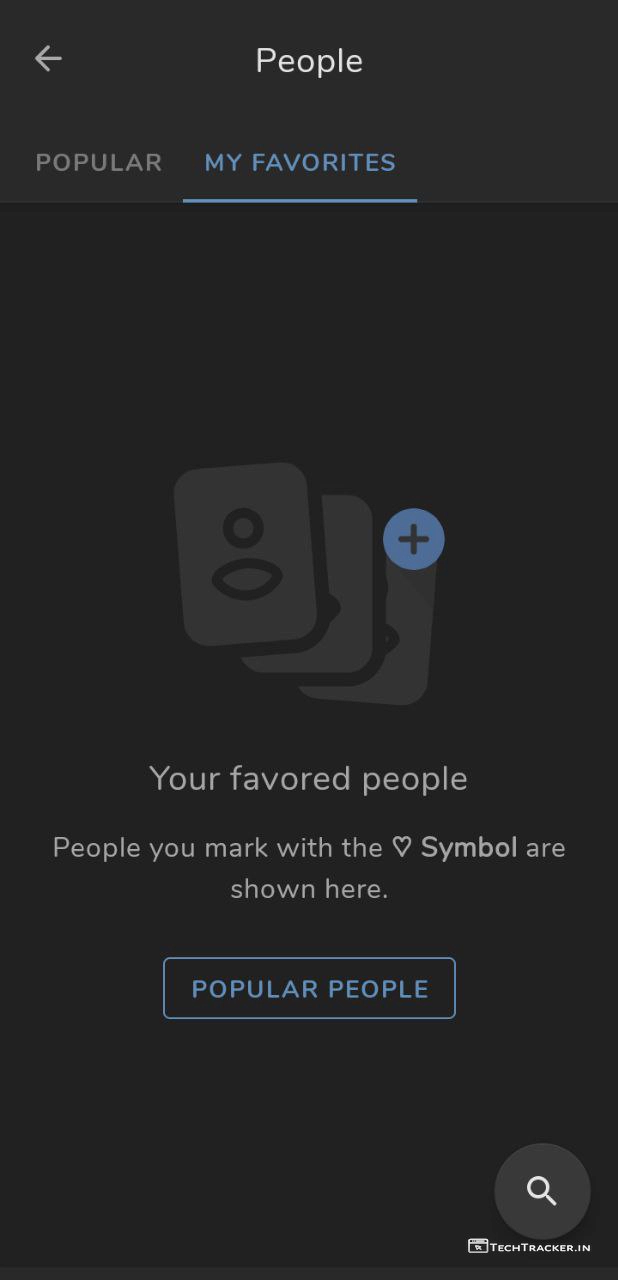 People
POPULAR MY FAVORITES
Your favored people
People you mark with the ♡ Symbol are
shown here.
POPULAR PEOPLE
TECHTRACKER.IN